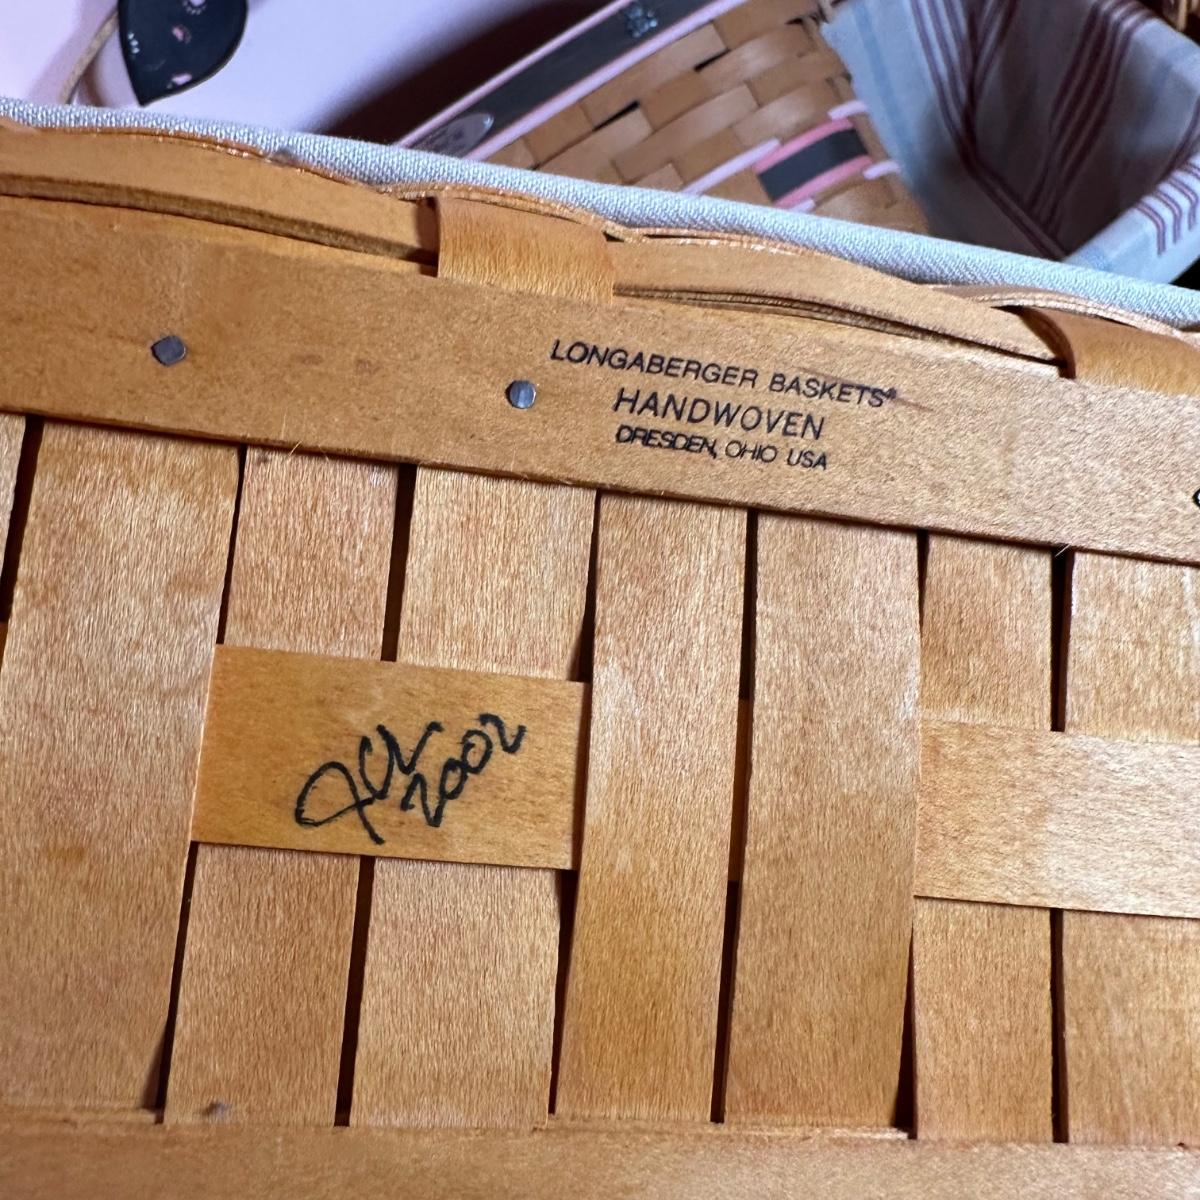 LONGABERGER BASKETS®
HANDWOVEN
DRESDEN, OHIO USA
2002